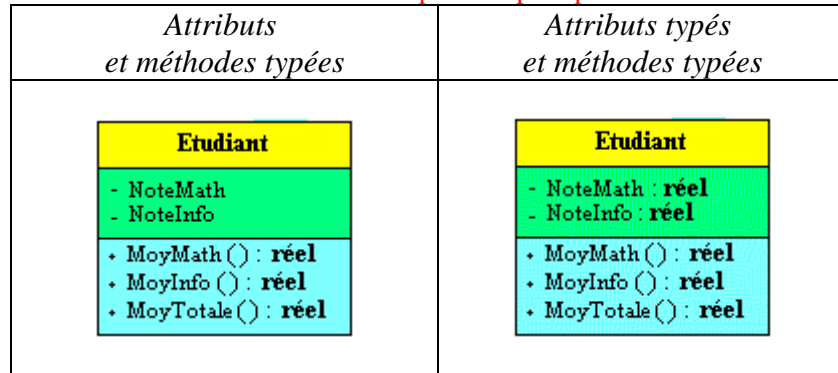 Attributs
et méthodes typées
Attributs typés
et méthodes typées
Etudiant
- NoteMath
- NoteInfo
+ MoyMath () : réel
+ MoyInfo () : réel
+ MoyTotale () : réel
Etudiant
- NoteMath : réel
- NoteInfo : réel
+ MoyMath () : réel
+ MoyInfo () : réel
+ MoyTotale () : réel